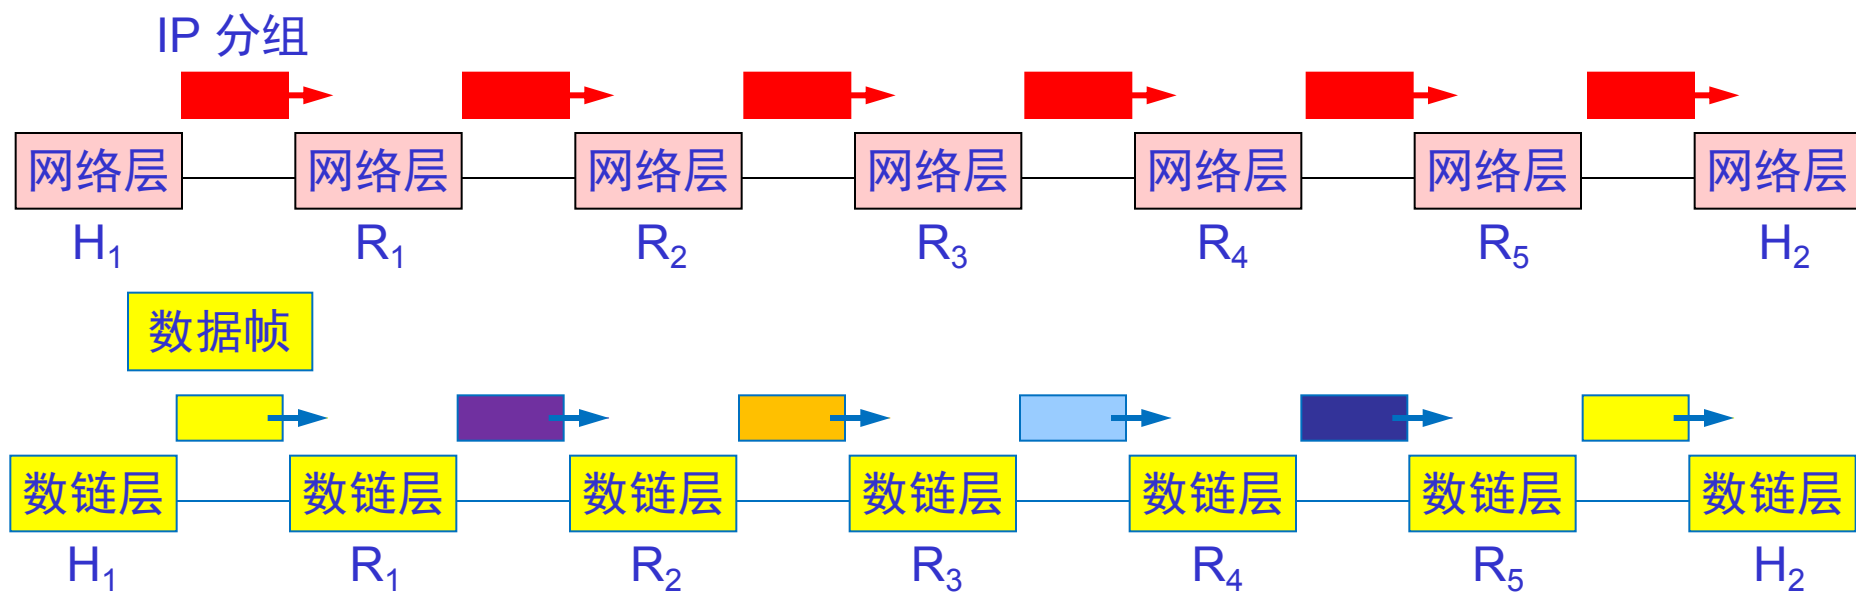 IP 分组
网络层 网络层 网络层 网络层 网络层 网络层 网络层
H₁ R₁ R₂ R₃ R₄ R₅ H₂
数据帧
数链层 数链层 数链层 数链层 数链层 数链层 数链层
H₁ R₁ R₂ R₃ R₄ R₅ H₂